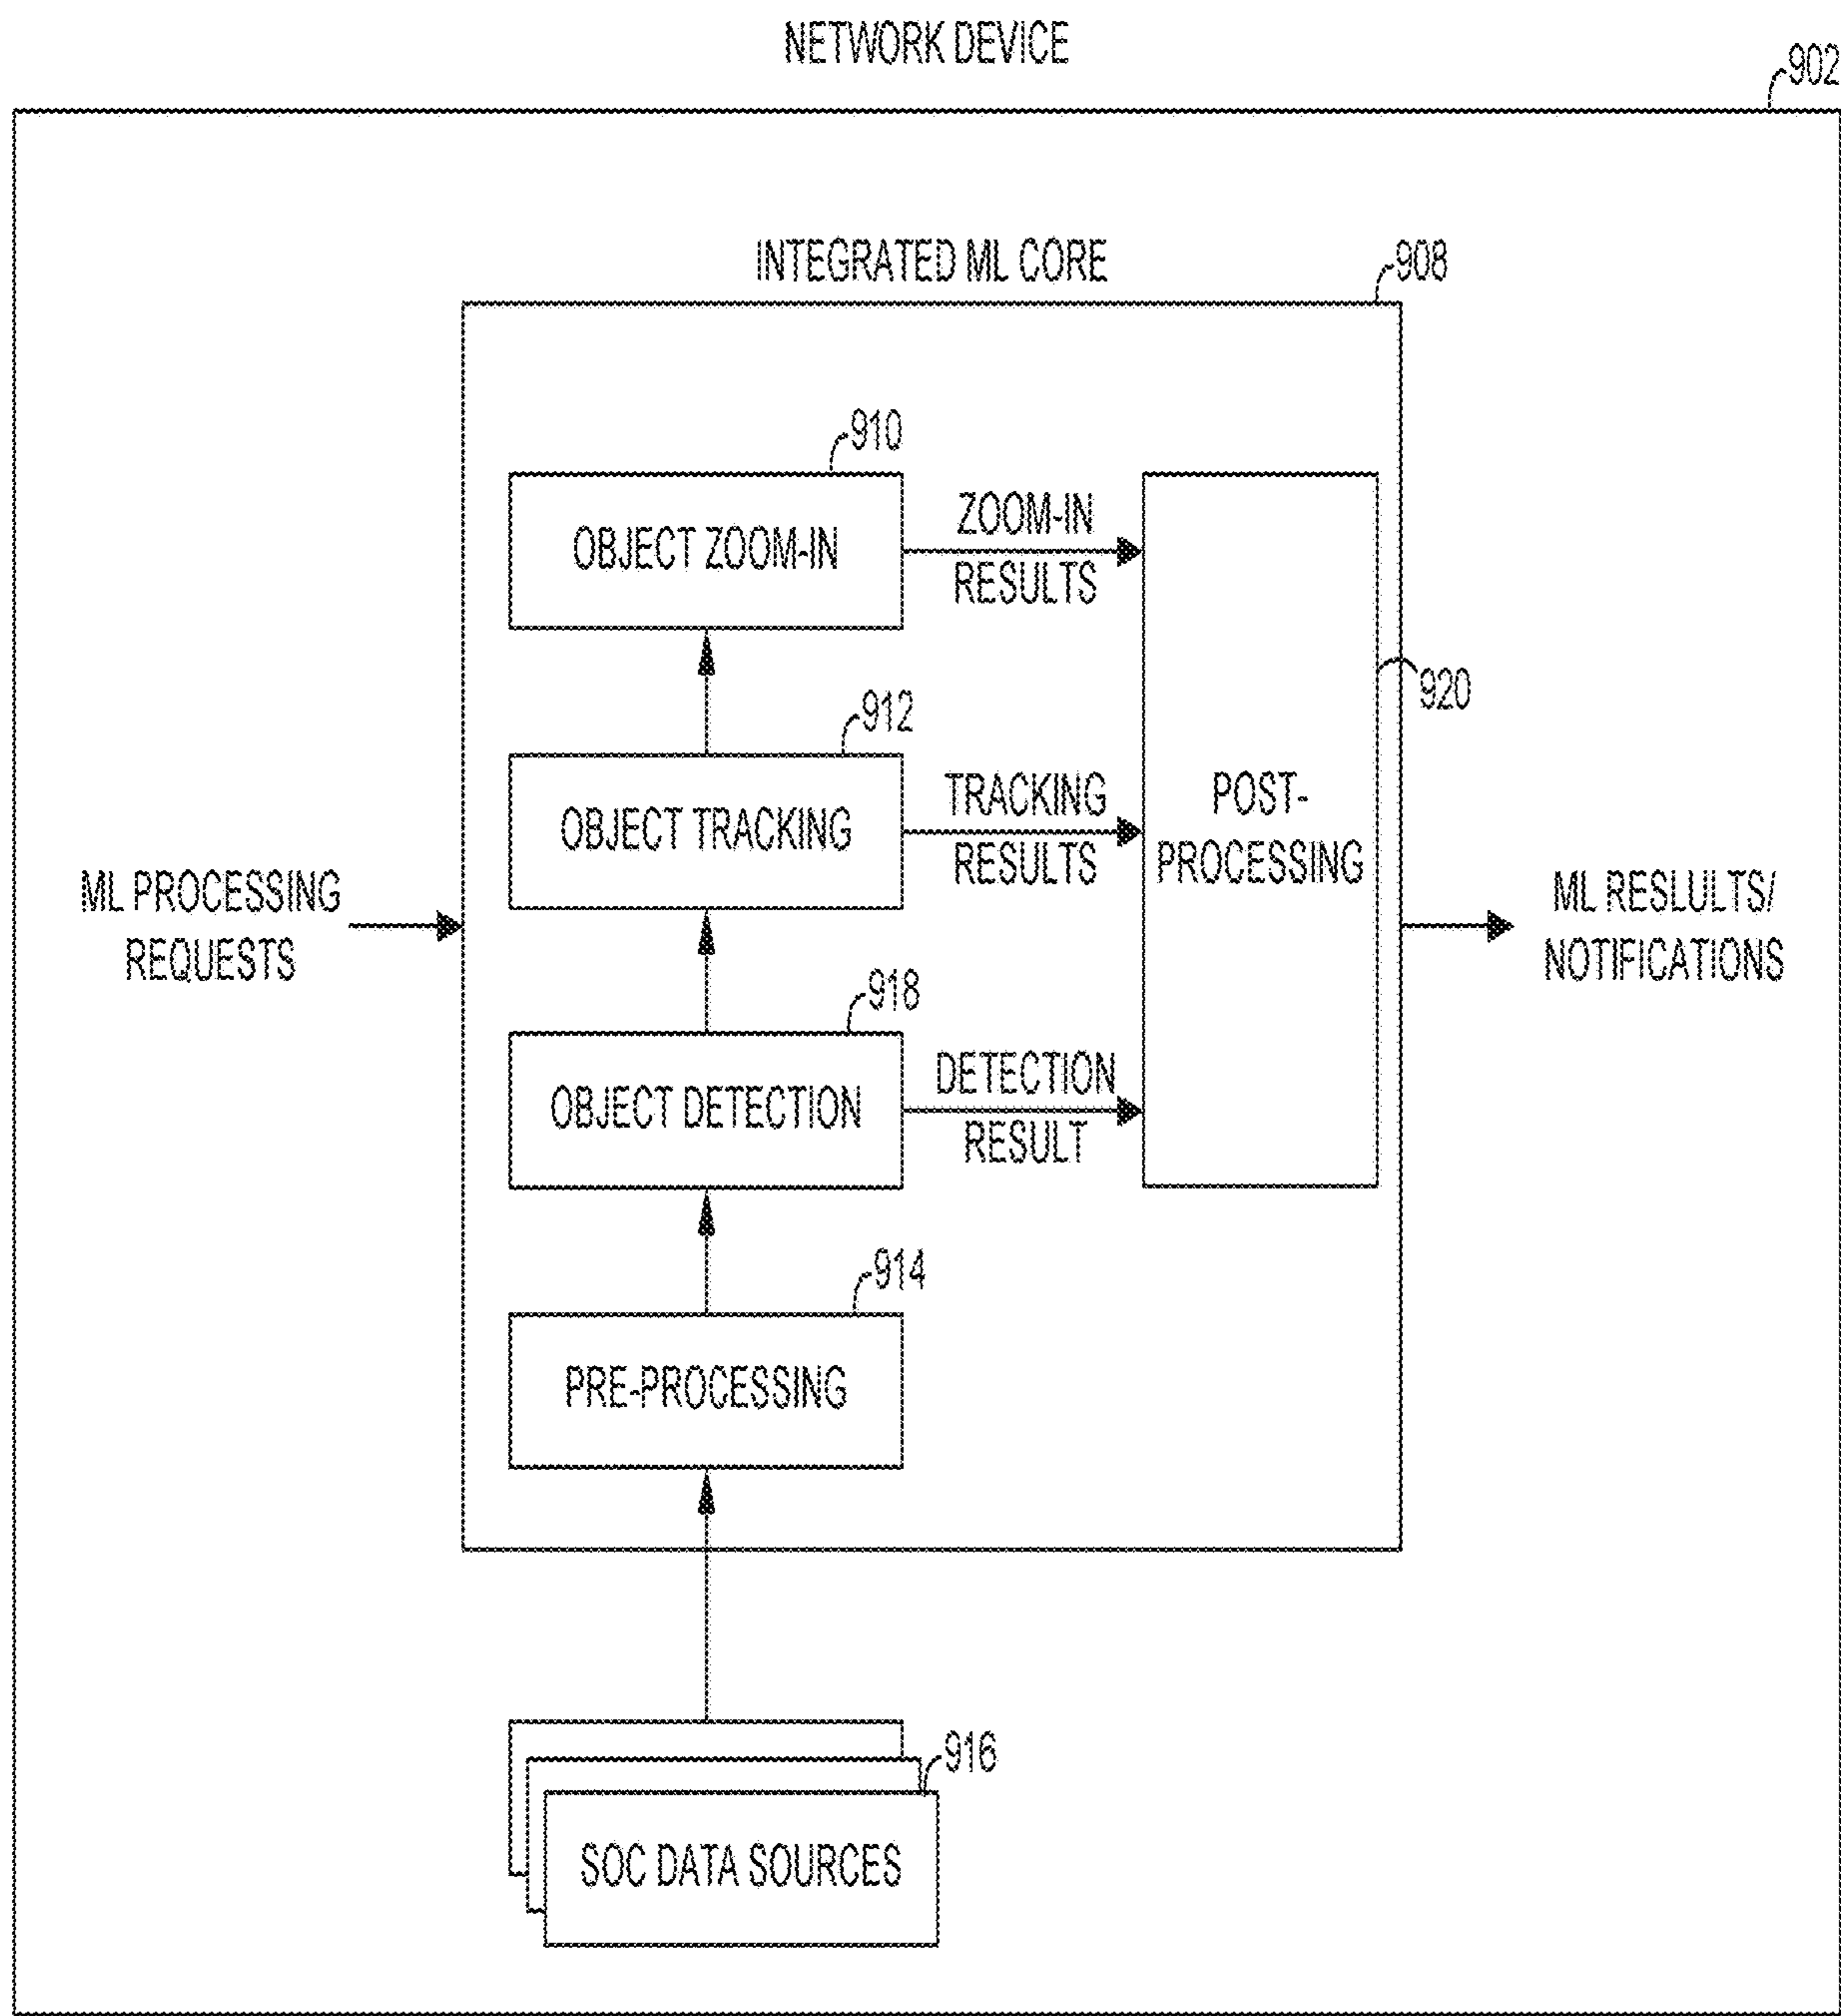 NETWORK DEVICE
902
INTEGRATED ML CORE
908
910
OBJECT ZOOM-IN
ZOOM-IN
RESULTS
912
OBJECT TRACKING
TRACKING
RESULTS
920
POST-
PROCESSING
ML PROCESSING
REQUESTS
ML RESLULTS/
NOTIFICATIONS
918
OBJECT DETECTION
DETECTION
RESULT
914
PRE-PROCESSING
916
SOC DATA SOURCES